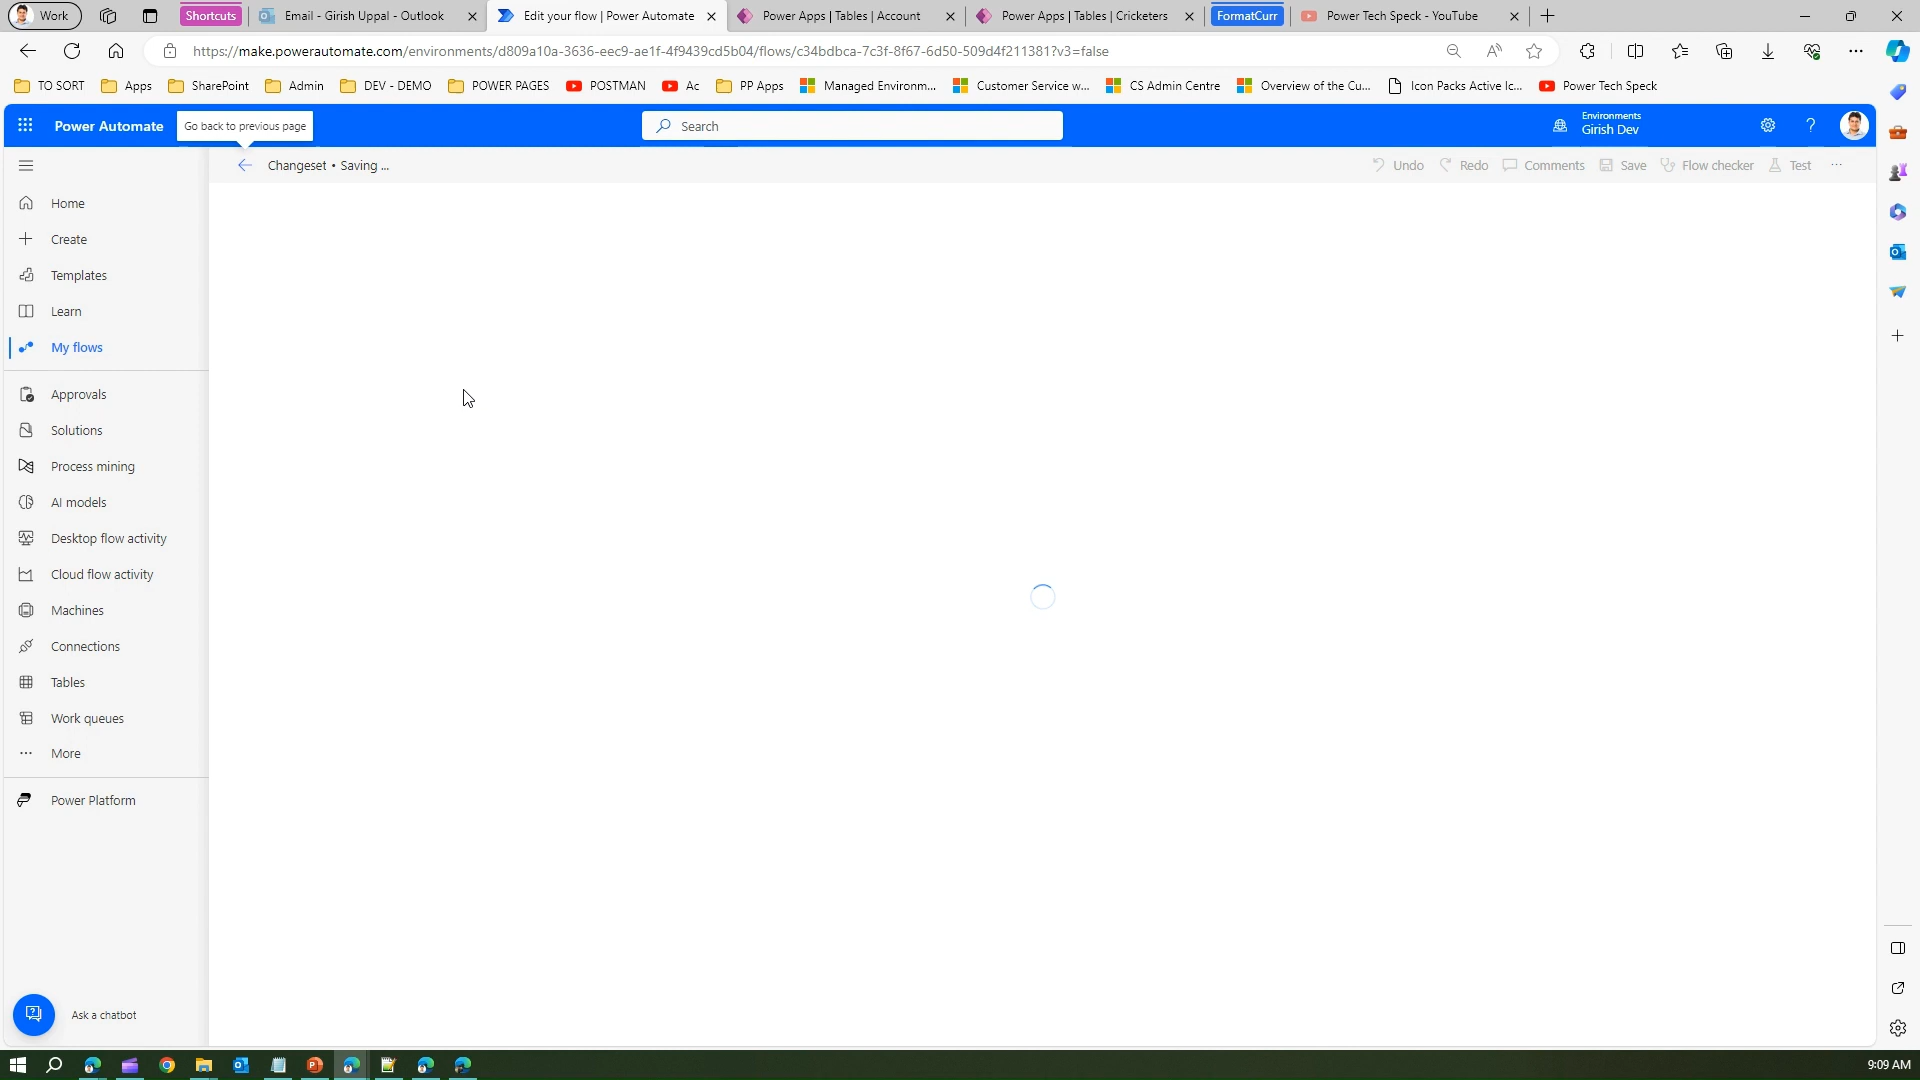 Work
Shortcuts
Email - Girish Uppal - Outlook
Edit your flow | Power Automate
Power Apps | Tables | Account
Power Apps | Tables | Cricketers
FormatCurr
Power Tech Speck - YouTube
https://make.powerautomate.com/environments/d809a10a-3636-eec9-ae1f-4f9439cd5b04/flows/c34bdbca-7c3f-8f67-6d50-509d4f211381?v3=false
TO SORT
Apps
SharePoint
Admin
DEV - DEMO
POWER PAGES
POSTMAN
Ac
PP Apps
Managed Environm...
Customer Service w...
CS Admin Centre
Overview of the Cu...
Icon Packs Active Ic...
Power Tech Speck
Power Automate
Go back to previous page
Search
Environments
Girish Dev
Changeset • Saving ...
Undo
Redo
Comments
Save
Flow checker
Test
Home
Create
Templates
Learn
My flows
Approvals
Solutions
Process mining
AI models
Desktop flow activity
Cloud flow activity
Machines
Connections
Tables
Work queues
More
Power Platform
Ask a chatbot
9:09 AM